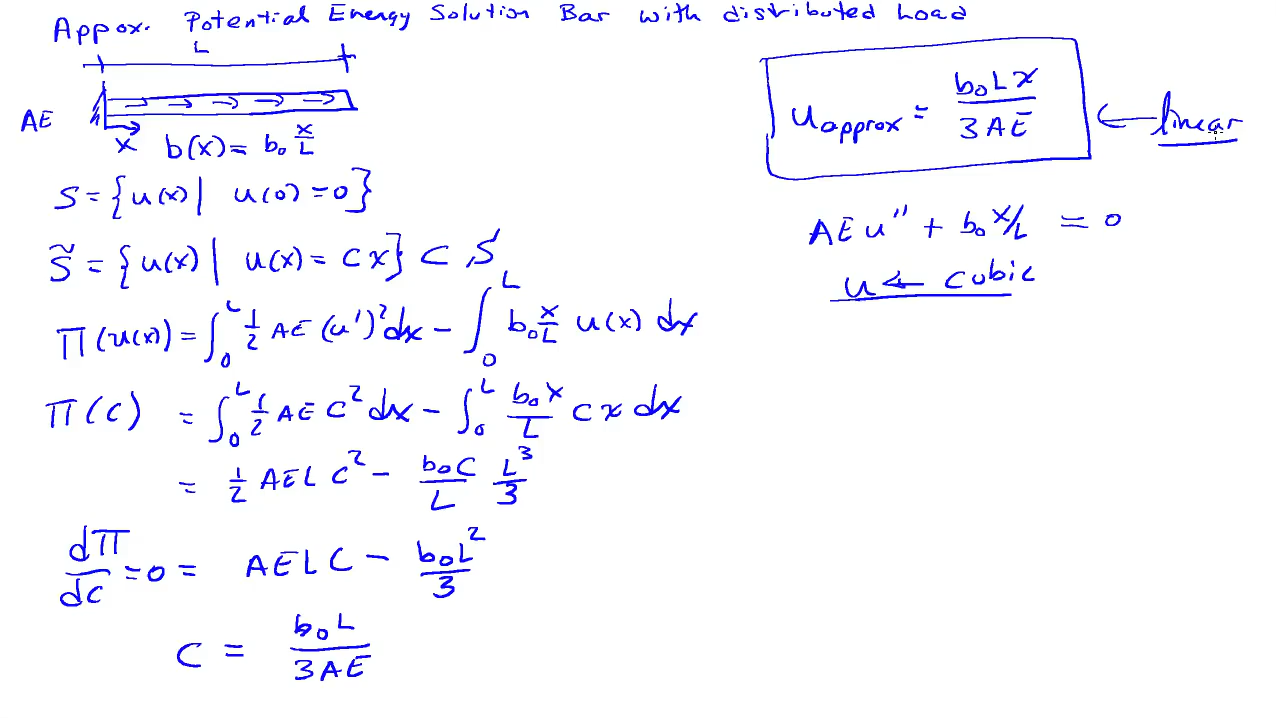 Appox. Potential Energy Solution Bar with distributed Load
L
AE
x
b(x) = b₀ x/L
S = {u(x) | u(0) = 0}
S̃ = {u(x) | u(x) = cx} ⊂ S
Π(u(x)) = ∫₀ᴸ 1/2 AE (u')² dx − ∫₀ᴸ b₀ x/L u(x) dx
Π(c) = ∫₀ᴸ 1/2 AE c² dx − ∫₀ᴸ b₀x/L c x dx
= 1/2 AEL c² − b₀c/L L³/3
dΠ/dc = 0 = AELC − b₀L²/3
C = b₀L/3AE
u approx = b₀Lx/3AE ← linear
AEu'' + b₀ x/L = 0
u ← cubic